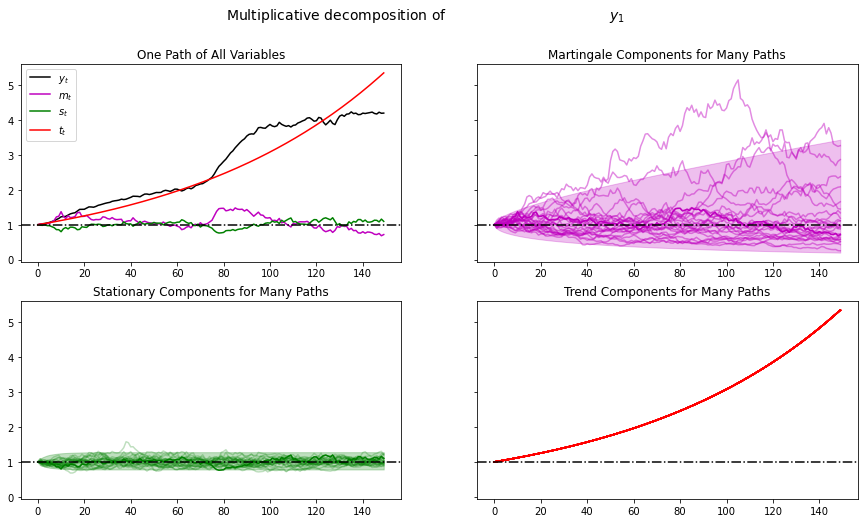 Multiplicative decomposition of y₁
One Path of All Variables
5
4
3
2
1
0
yₜ
mₜ
sₜ
tₜ
0 20 40 60 80 100 120 140
Martingale Components for Many Paths
0 20 40 60 80 100 120 140
Stationary Components for Many Paths
5
4
3
2
1
0
0 20 40 60 80 100 120 140
Trend Components for Many Paths
0 20 40 60 80 100 120 140